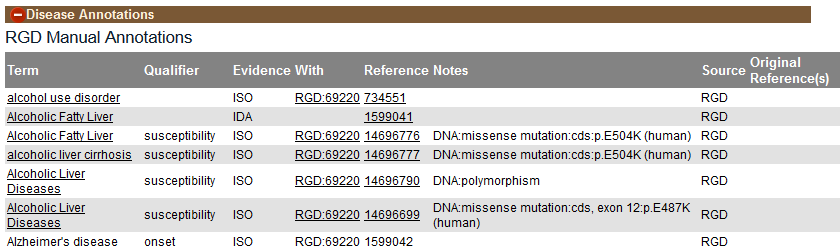 Disease Annotations
RGD Manual Annotations
Term Qualifier Evidence With Reference Notes Source Original Reference(s)
alcohol use disorder ISO RGD:69220 734551 RGD
Alcoholic Fatty Liver IDA 1599041 RGD
Alcoholic Fatty Liver susceptibility ISO RGD:69220 14696776 DNA:missense mutation:cds:p.E504K (human) RGD
alcoholic liver cirrhosis susceptibility ISO RGD:69220 14696777 DNA:missense mutation:cds:p.E504K (human) RGD
Alcoholic Liver Diseases susceptibility ISO RGD:69220 14696790 DNA:polymorphism RGD
Alcoholic Liver Diseases susceptibility ISO RGD:69220 14696699 DNA:missense mutation:cds, exon 12:p.E487K (human) RGD
Alzheimer's disease onset ISO RGD:69220 1599042 RGD